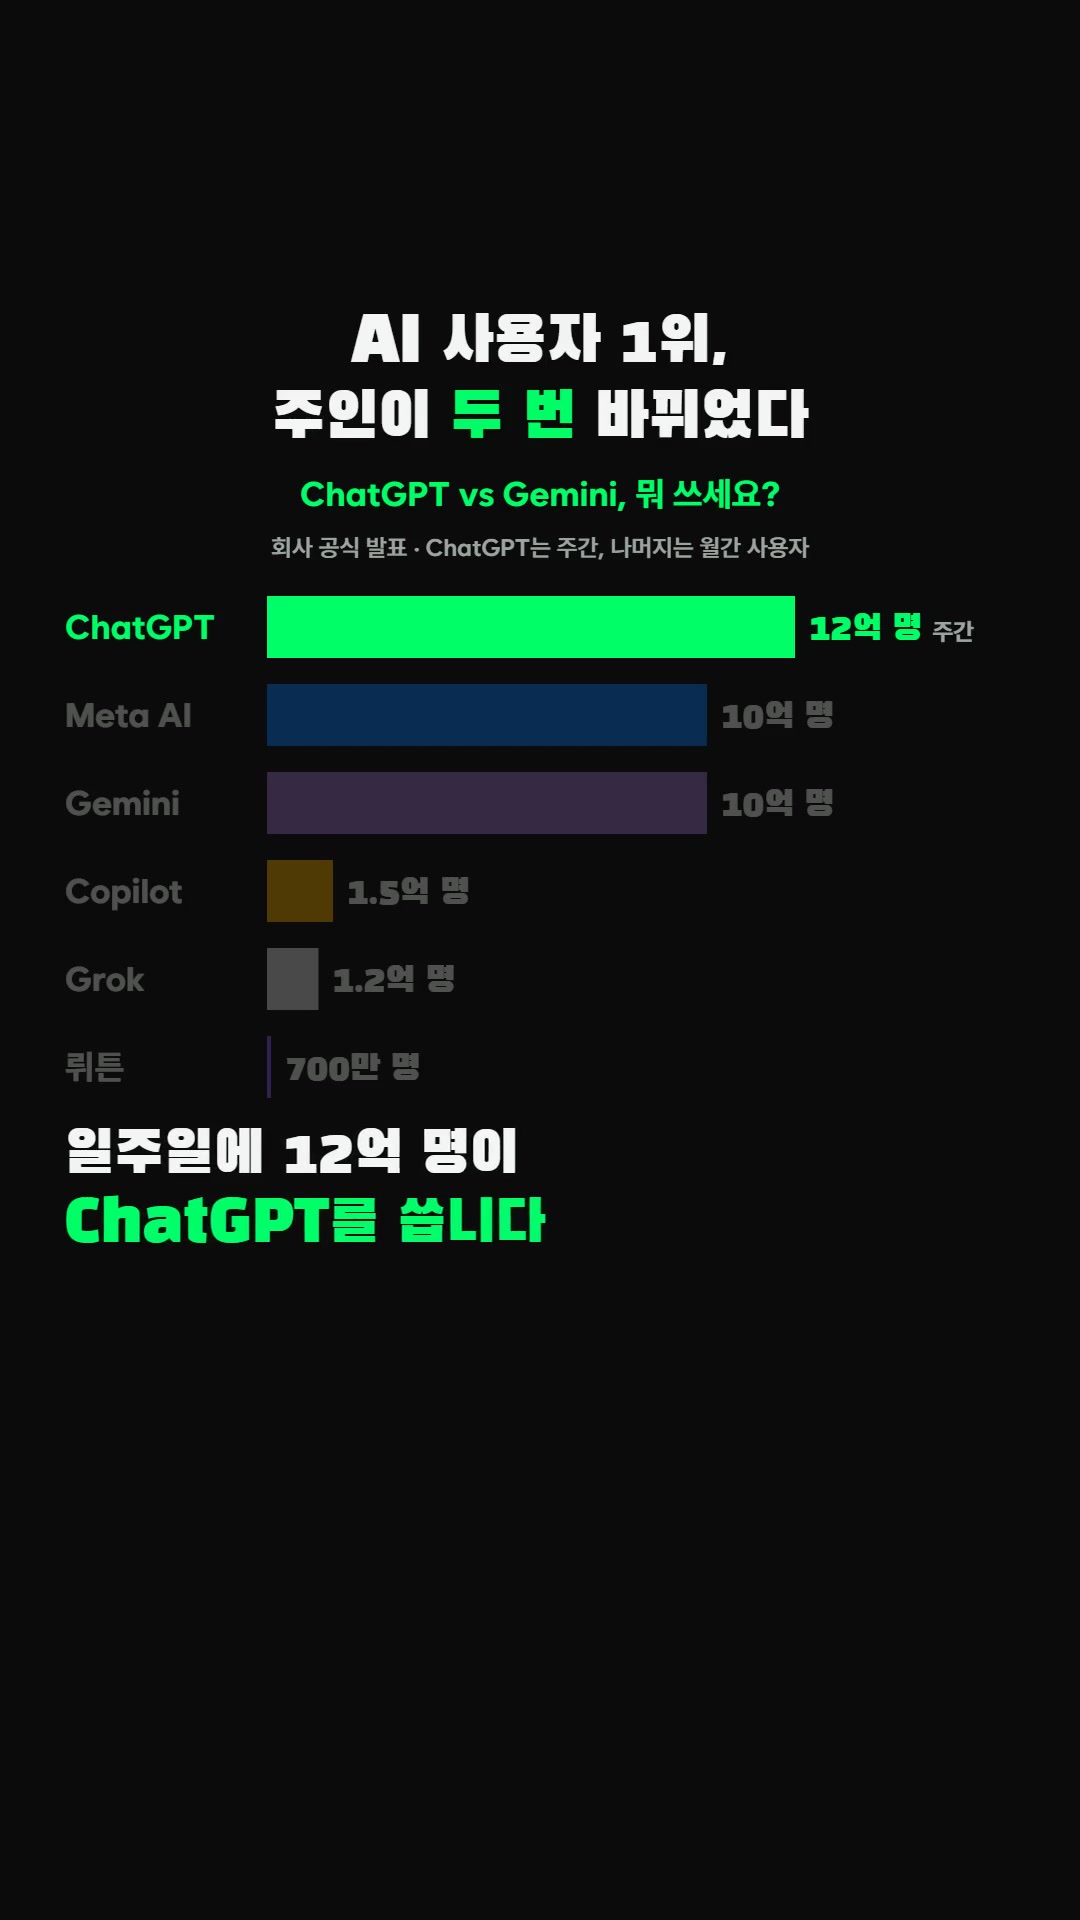 AI 사용자 1위,
주인이 두 번 바뀌었다
ChatGPT vs Gemini, 뭐 쓰세요?
회사 공식 발표 · ChatGPT는 주간, 나머지는 월간 사용자
ChatGPT 12억 명 주간
Meta AI 10억 명
Gemini 10억 명
Copilot 1.5억 명
Grok 1.2억 명
뤼튼 700만 명
일주일에 12억 명이
ChatGPT를 씁니다